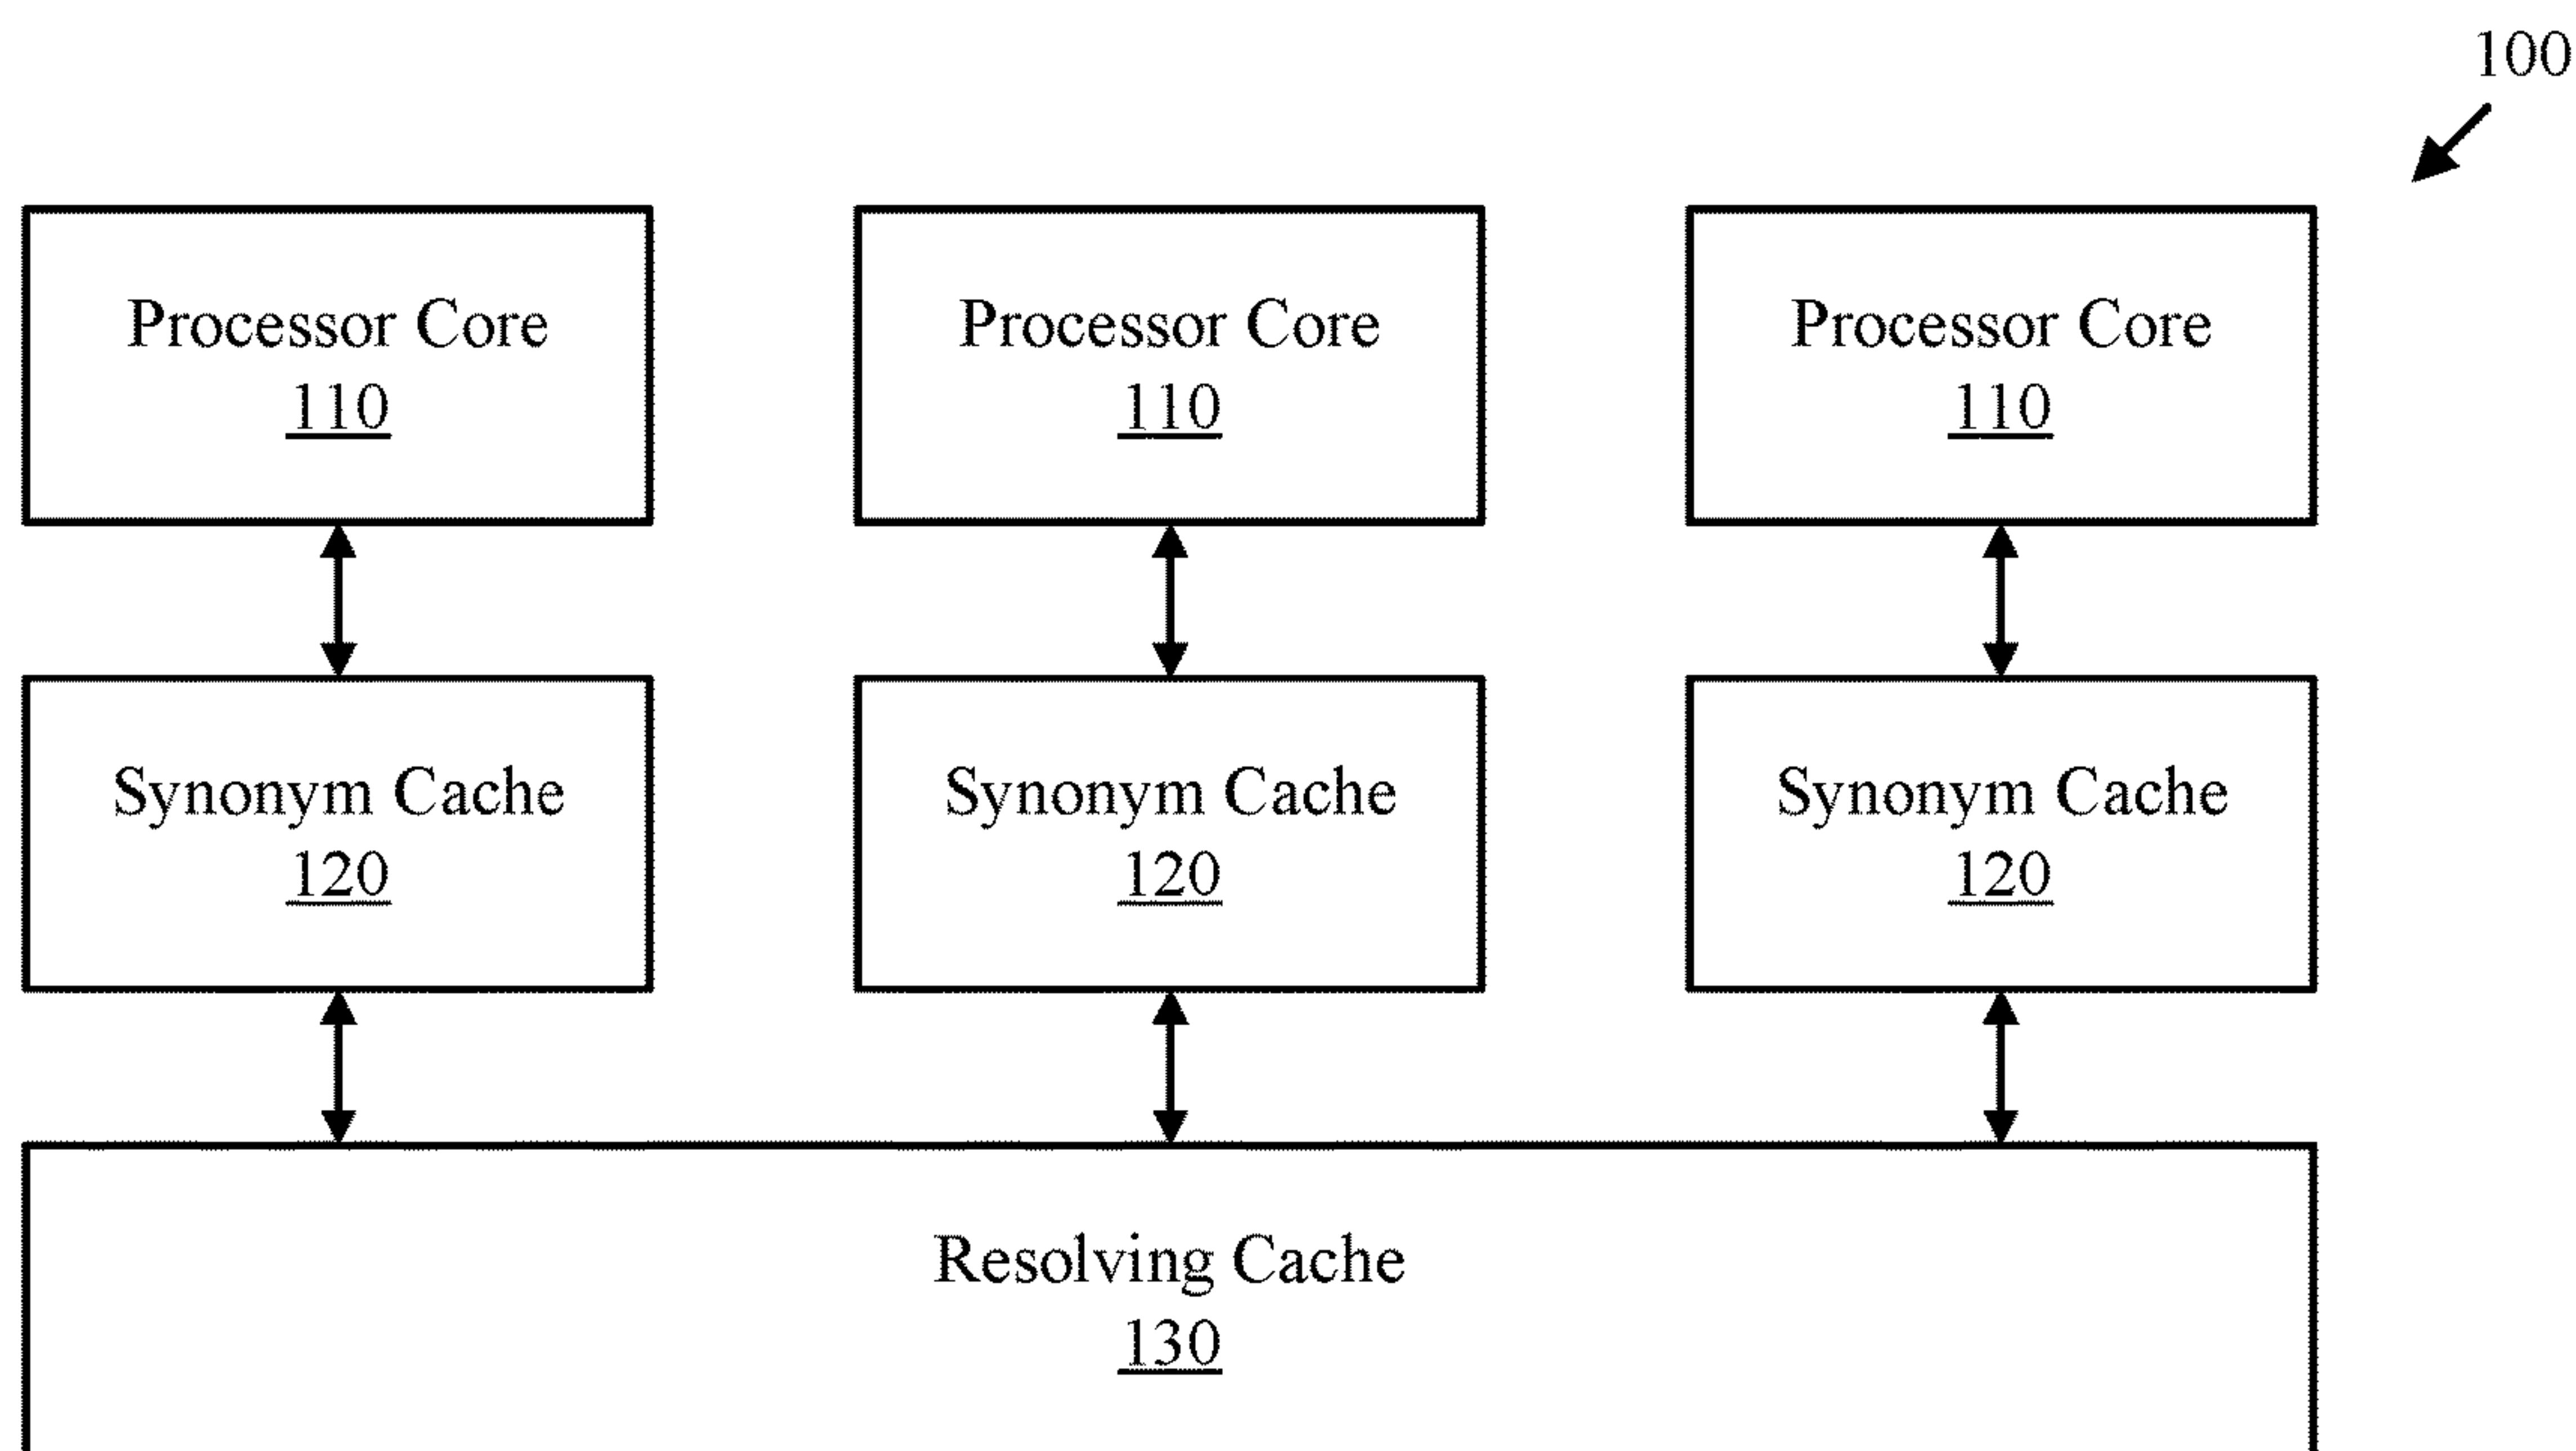 100
Processor Core
110
Processor Core
110
Processor Core
110
Synonym Cache
120
Synonym Cache
120
Synonym Cache
120
Resolving Cache
130